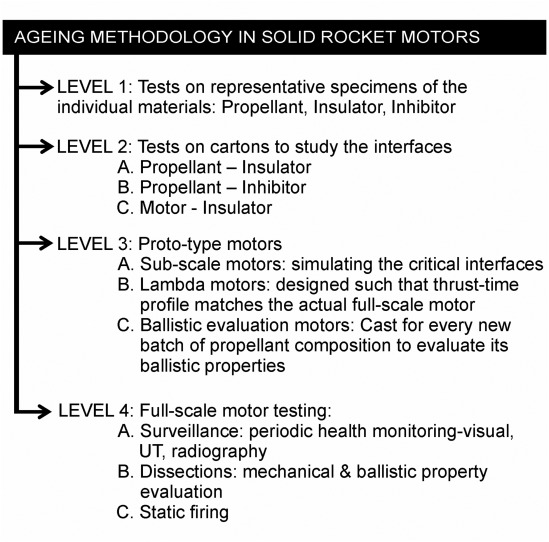 AGEING METHODOLOGY IN SOLID ROCKET MOTORS
LEVEL 1: Tests on representative specimens of the
individual materials: Propellant, Insulator, Inhibitor
LEVEL 2: Tests on cartons to study the interfaces
A. Propellant – Insulator
B. Propellant – Inhibitor
C. Motor - Insulator
LEVEL 3: Proto-type motors
A. Sub-scale motors: simulating the critical interfaces
B. Lambda motors: designed such that thrust-time
profile matches the actual full-scale motor
C. Ballistic evaluation motors: Cast for every new
batch of propellant composition to evaluate its
ballistic properties
LEVEL 4: Full-scale motor testing:
A. Surveillance: periodic health monitoring-visual,
UT, radiography
B. Dissections: mechanical & ballistic property
evaluation
C. Static firing